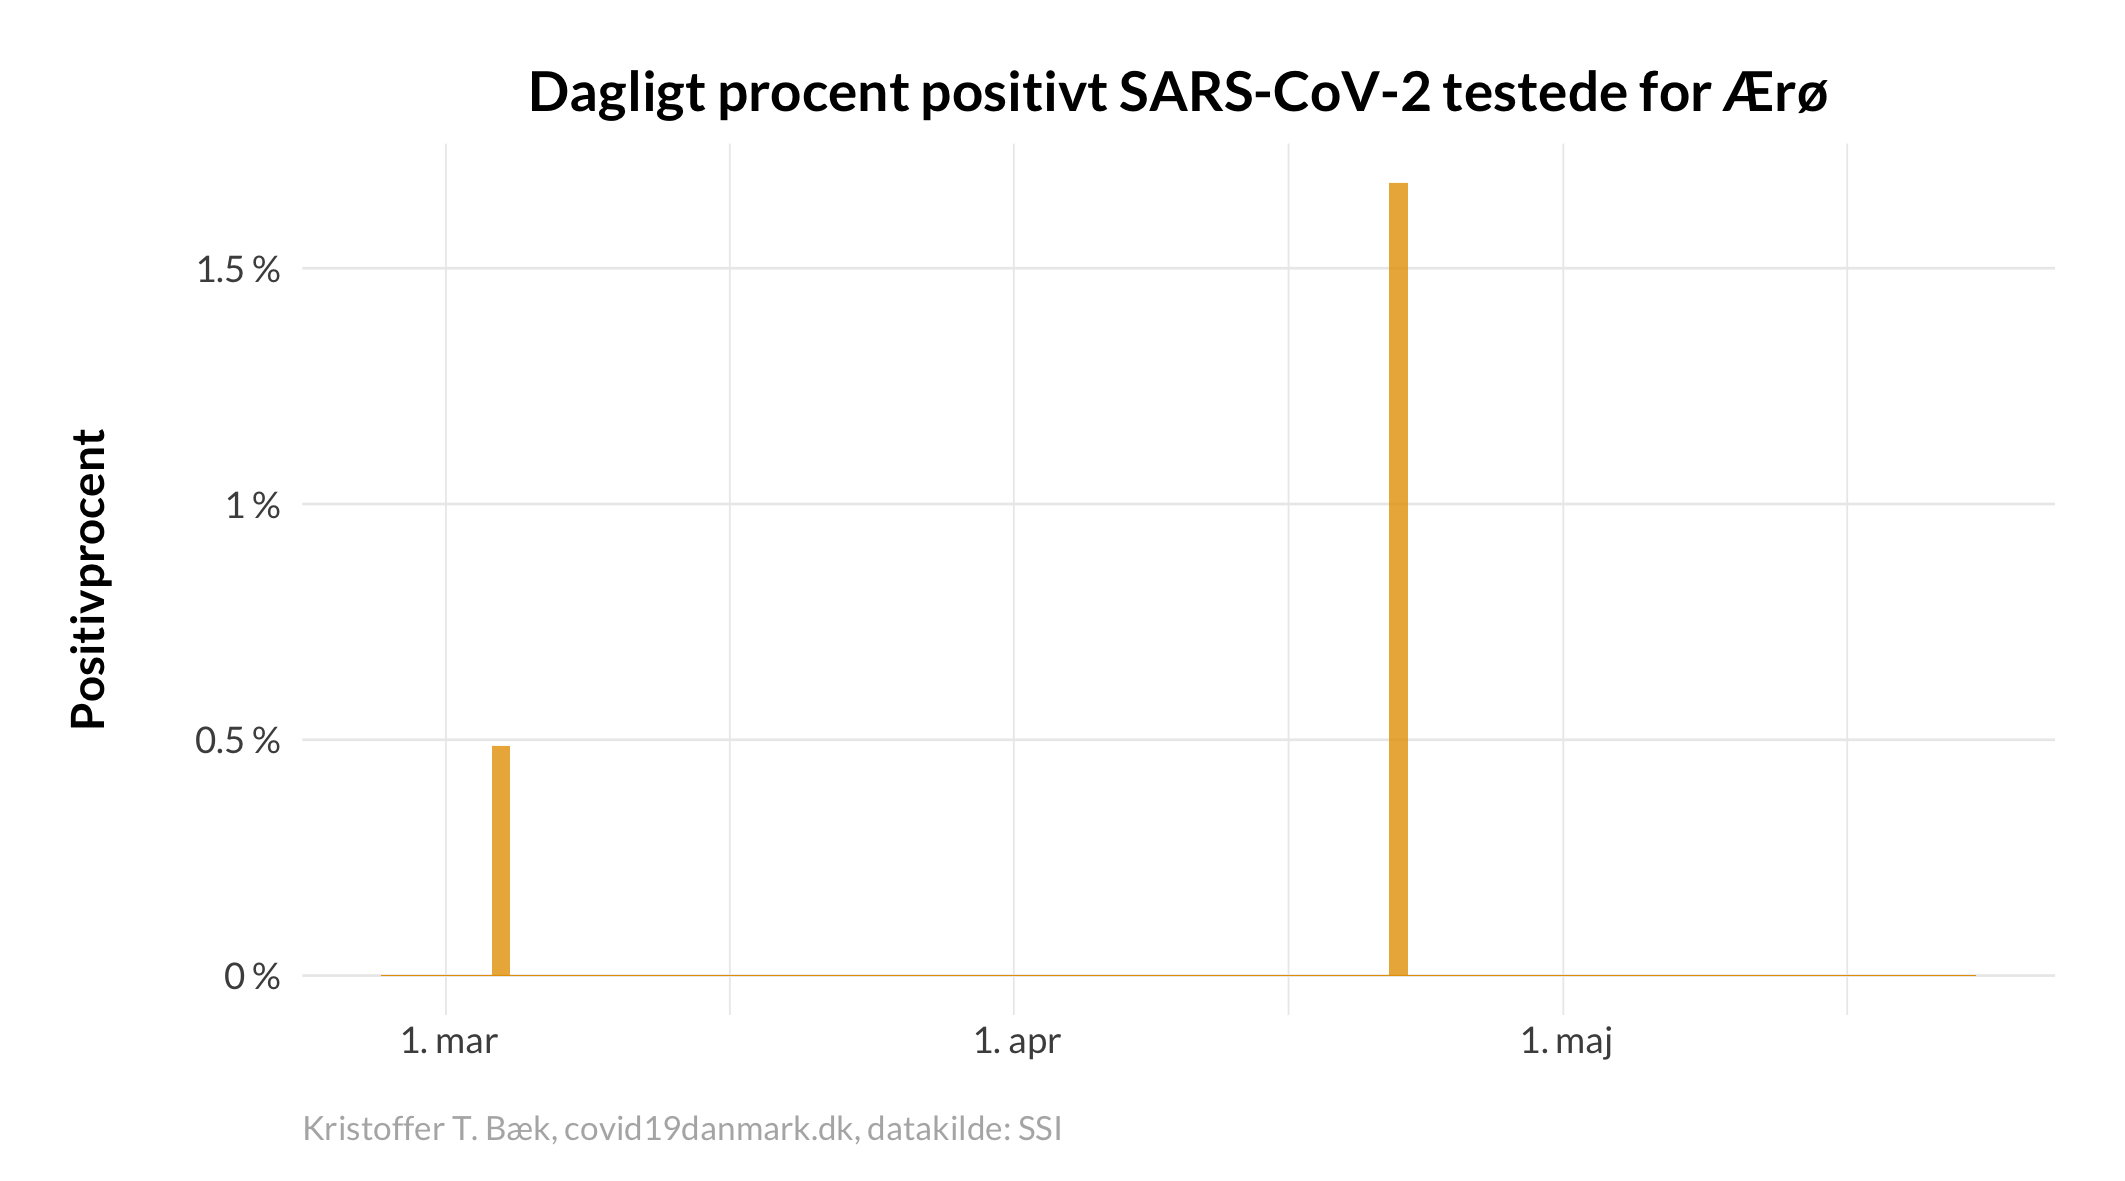 Dagligt procent positivt SARS-CoV-2 testede for Ærø
Positivprocent
1.5 %
1 %
0.5 %
0 %
1. mar
1. apr
1. maj
Kristoffer T. Bæk, covid19danmark.dk, datakilde: SSI